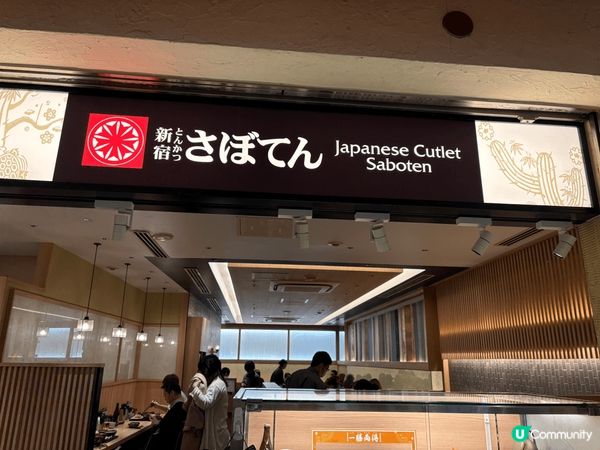 新宿
とんかつ
さぼてん
Japanese Cutlet
Saboten
U Community